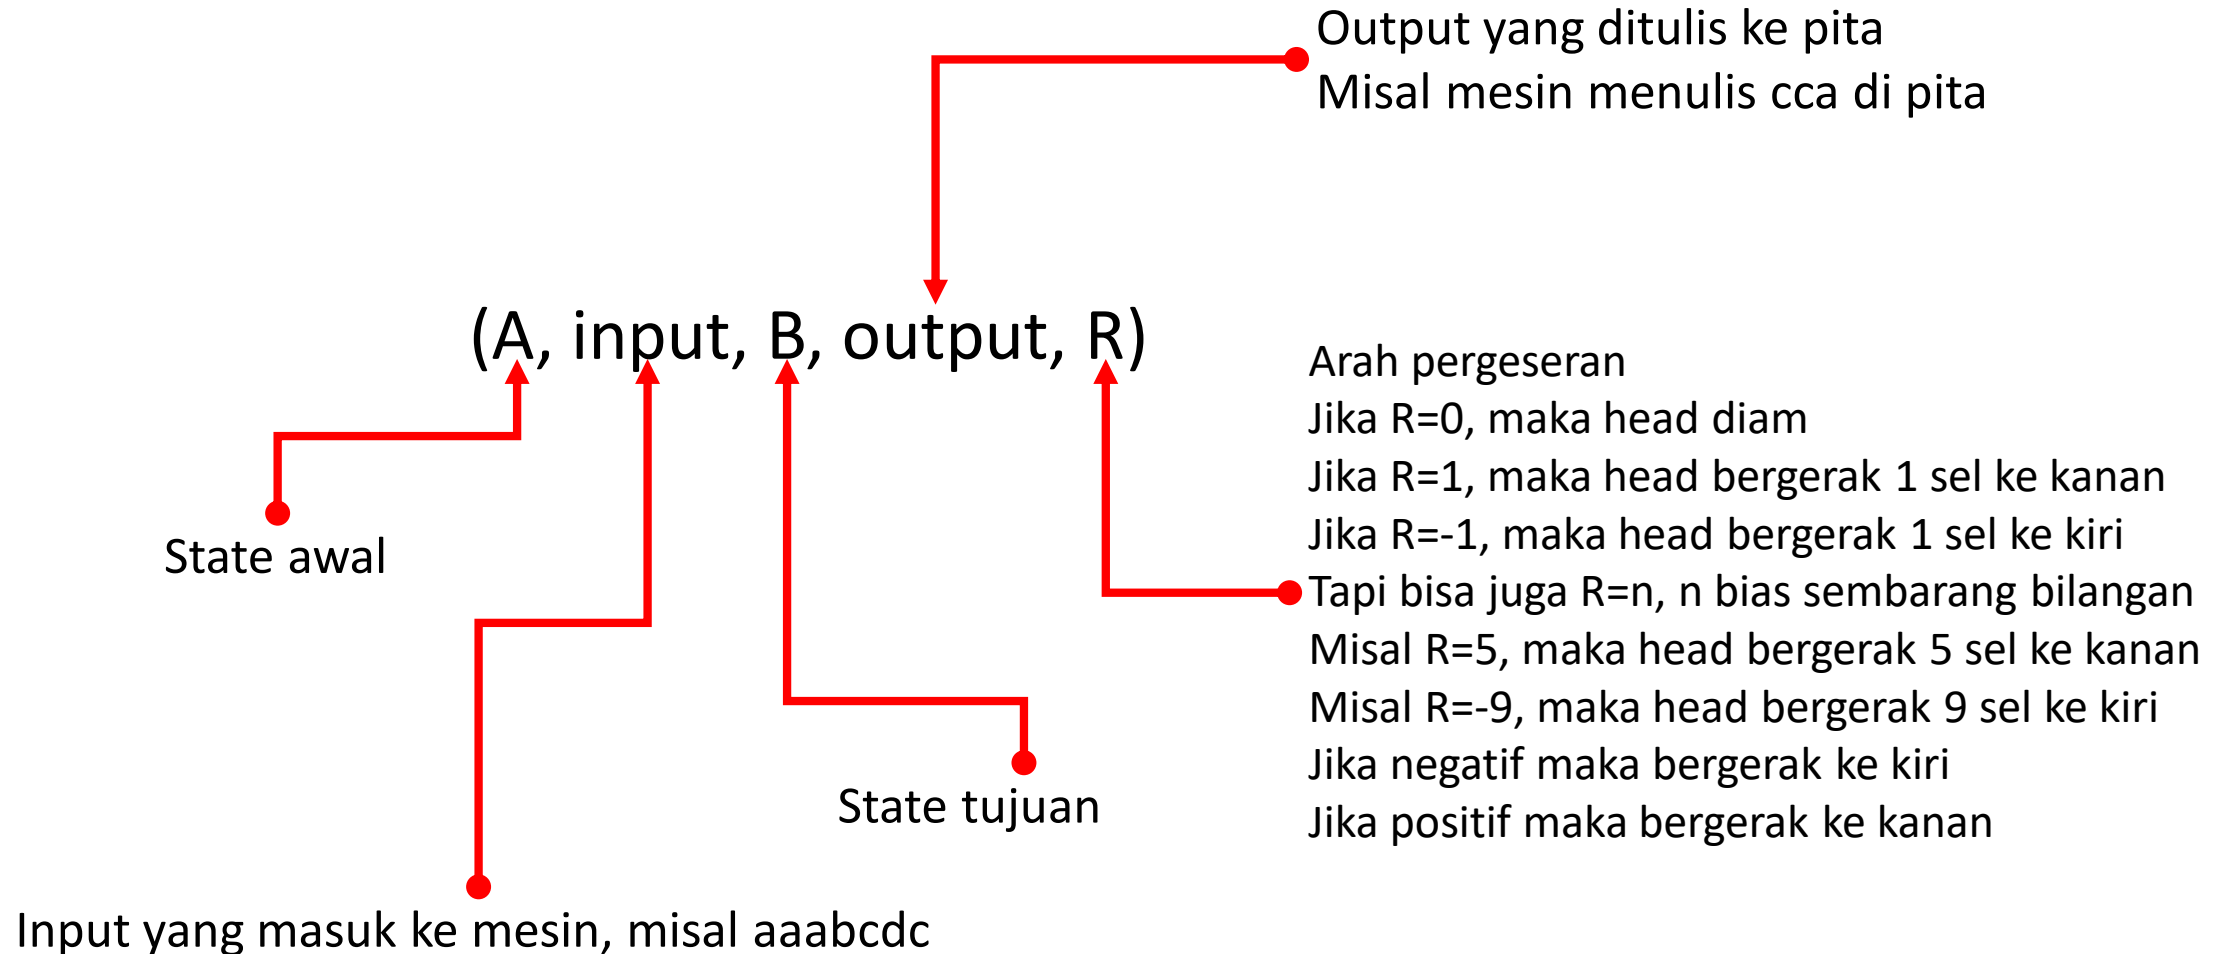 Output yang ditulis ke pita
Misal mesin menulis cca di pita
(A, input, B, output, R)
Arah pergeseran
Jika R=0, maka head diam
Jika R=1, maka head bergerak 1 sel ke kanan
Jika R=-1, maka head bergerak 1 sel ke kiri
Tapi bisa juga R=n, n bias sembarang bilangan
Misal R=5, maka head bergerak 5 sel ke kanan
Misal R=-9, maka head bergerak 9 sel ke kiri
Jika negatif maka bergerak ke kiri
Jika positif maka bergerak ke kanan
State awal
State tujuan
Input yang masuk ke mesin, misal aaabcdc